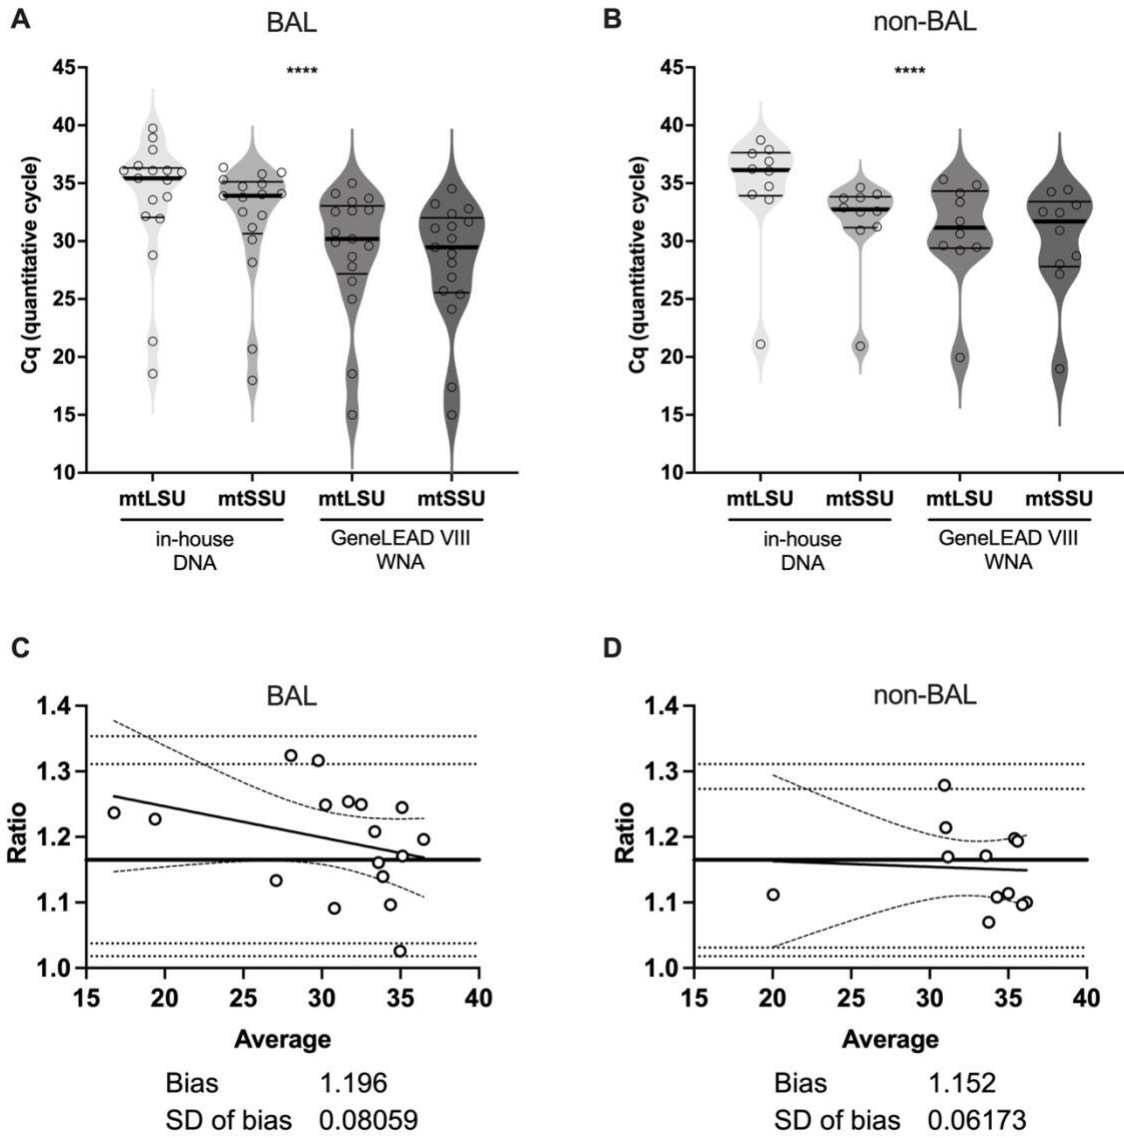 A
BAL
****
Cq (quantitative cycle)
45
40
35
30
25
20
15
10
mtLSU mtSSU mtLSU mtSSU
in-house DNA
GeneLEAD VIII WNA
B
non-BAL
****
Cq (quantitative cycle)
45
40
35
30
25
20
15
10
mtLSU mtSSU mtLSU mtSSU
in-house DNA
GeneLEAD VIII WNA
C
BAL
Ratio
1.4
1.3
1.2
1.1
1.0
15 20 25 30 35 40
Average
Bias 1.196
SD of bias 0.08059
D
non-BAL
Ratio
1.4
1.3
1.2
1.1
1.0
15 20 25 30 35 40
Average
Bias 1.152
SD of bias 0.06173